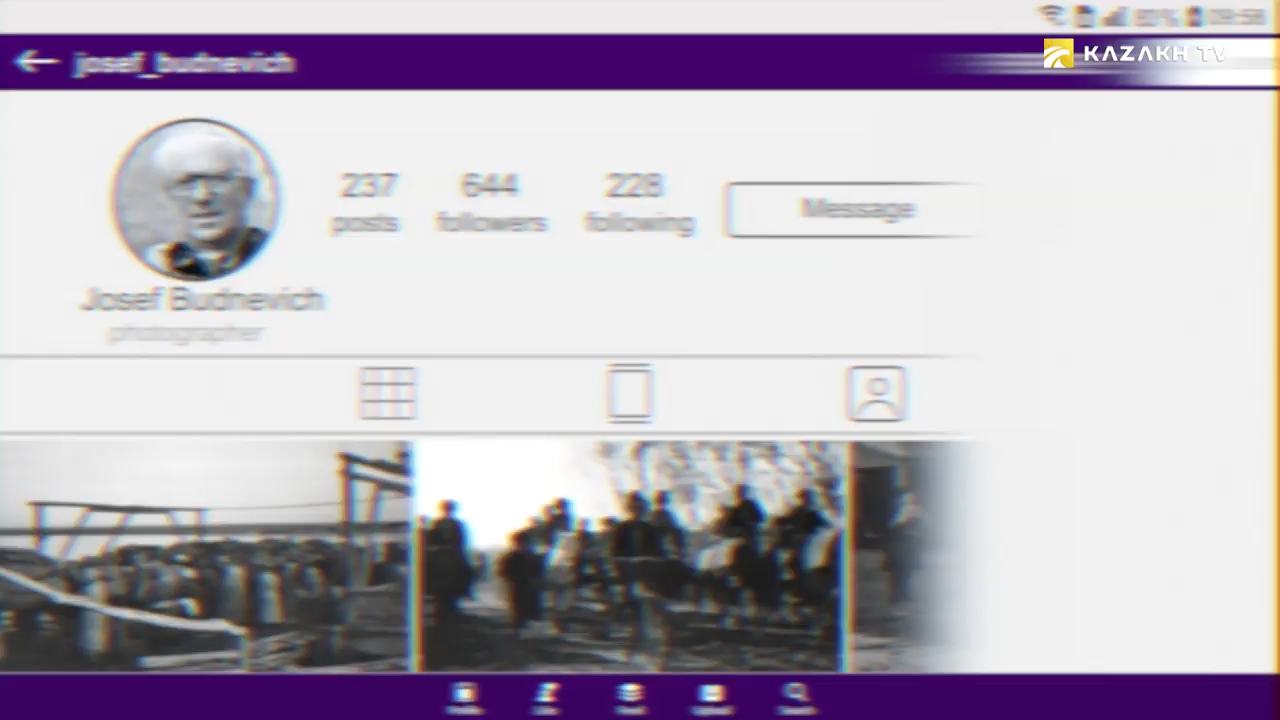 josef_budnevich
KAZAKH TV
237
644
228
posts
followers
following
Message
Josef Budnevich
photographer